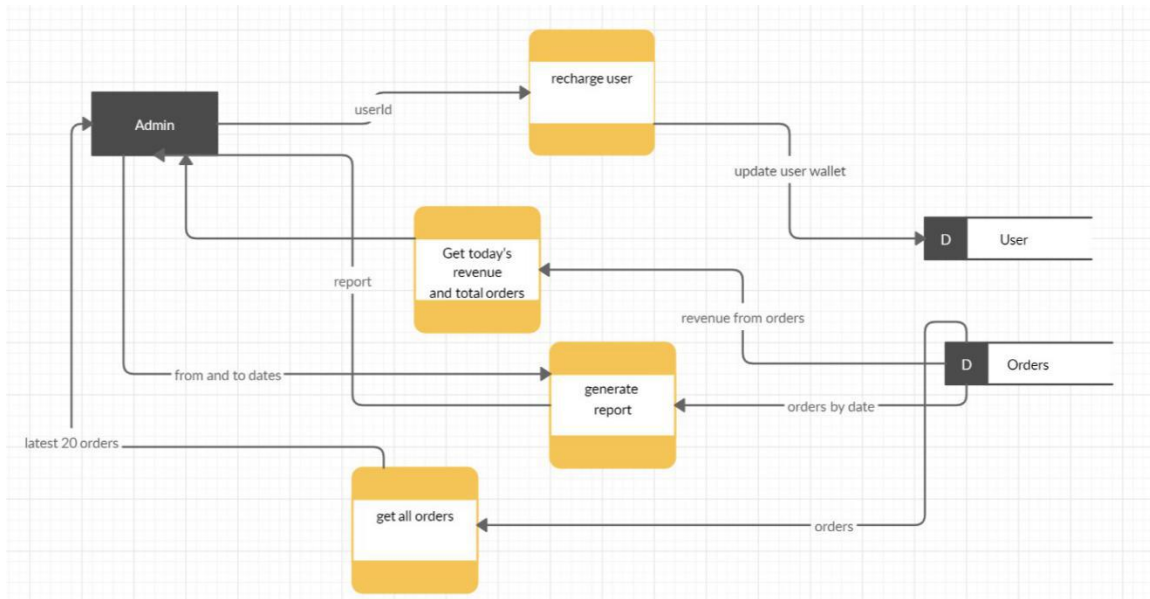 recharge user
userId
Admin
update user wallet
D
User
Get today's
revenue
and total orders
report
revenue from orders
D
Orders
from and to dates
generate
report
orders by date
latest 20 orders
get all orders
orders